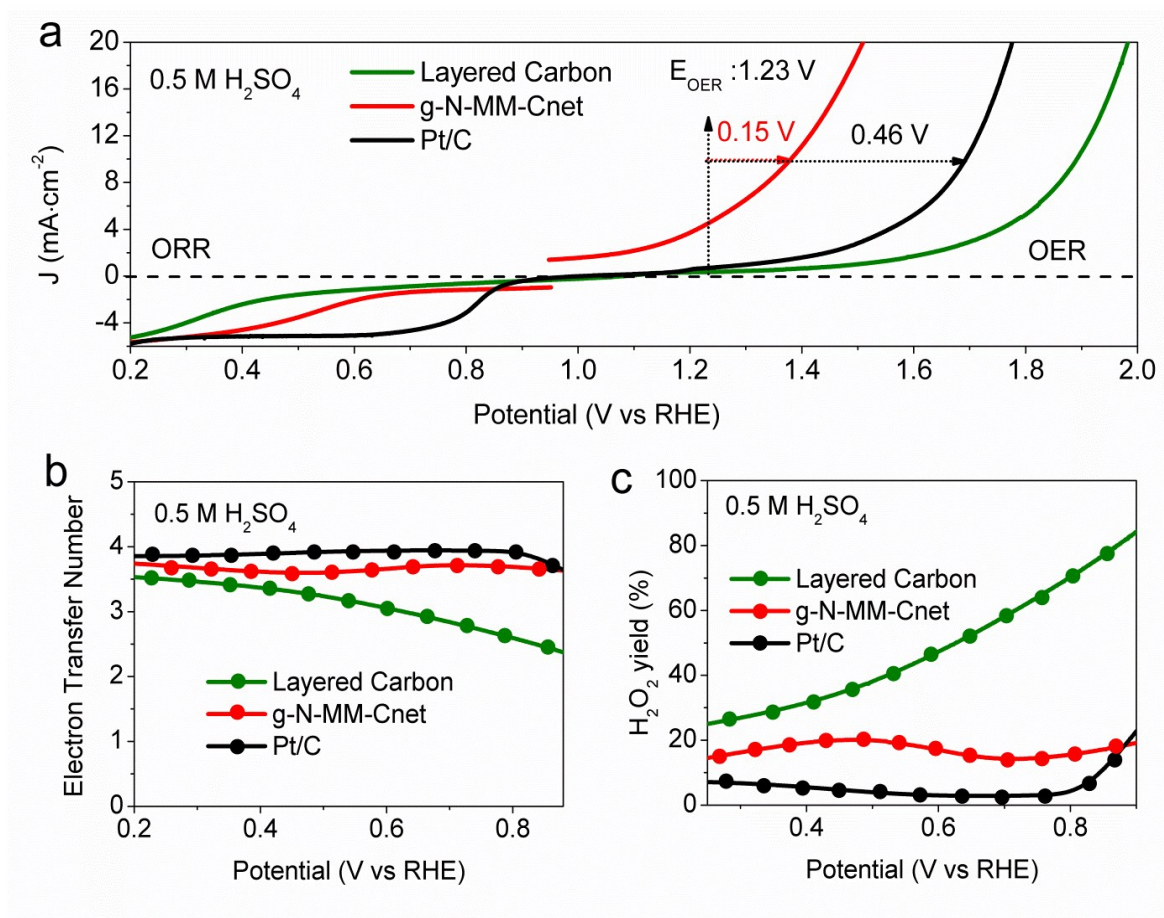 a
20
16
12
8
4
0
-4
J (mA·cm⁻²)
0.5 M H₂SO₄
Layered Carbon
g-N-MM-Cnet
Pt/C
E_OER :1.23 V
0.15 V
0.46 V
ORR
OER
0.2 0.4 0.6 0.8 1.0 1.2 1.4 1.6 1.8 2.0
Potential (V vs RHE)
b
5
4
3
2
1
0
Electron Transfer Number
0.5 M H₂SO₄
Layered Carbon
g-N-MM-Cnet
Pt/C
0.2 0.4 0.6 0.8
Potential (V vs RHE)
c
100
80
60
40
20
0
H₂O₂ yield (%)
0.5 M H₂SO₄
Layered Carbon
g-N-MM-Cnet
Pt/C
0.4 0.6 0.8
Potential (V vs RHE)